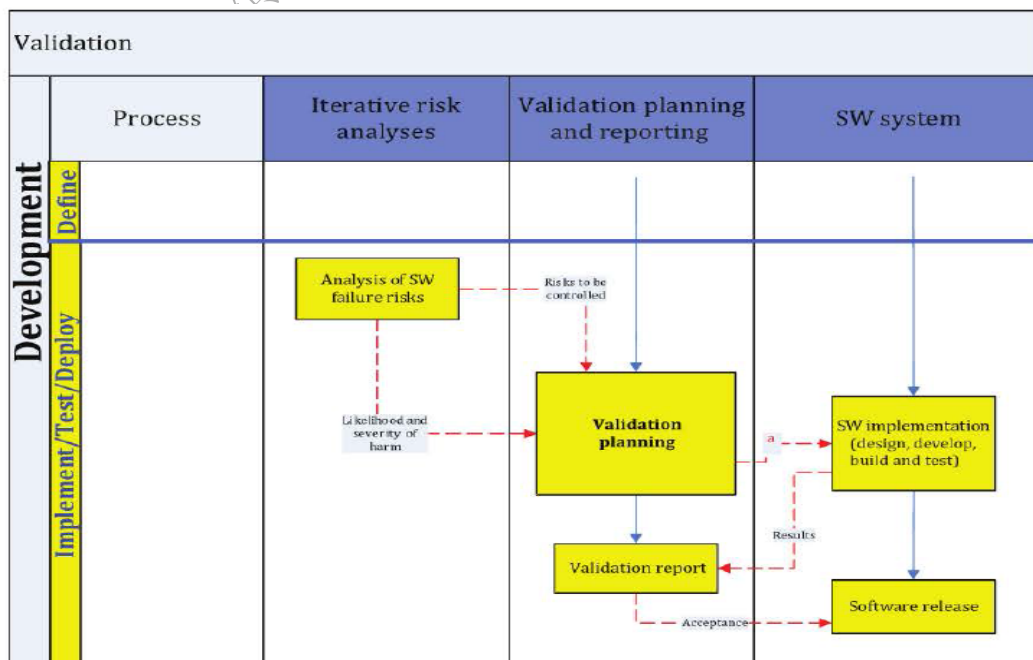 Validation
Process
Iterative risk
analyses
Validation planning
and reporting
SW system
Development
Define
Implement/Test/Deploy
Analysis of SW
failure risks
Risks to be
controlled
Likelihood and
severity of
harm
Validation
planning
a
SW implementation
(design, develop,
build and test)
Results
Validation report
Acceptance
Software release